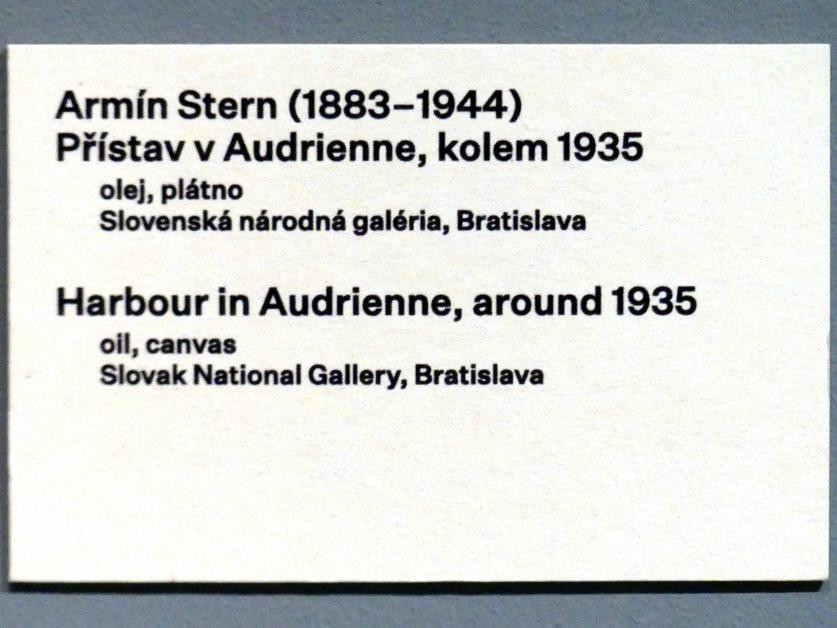 Armín Stern (1883–1944)
Přístav v Audrienne, kolem 1935
olej, plátno
Slovenská národná galéria, Bratislava
Harbour in Audrienne, around 1935
oil, canvas
Slovak National Gallery, Bratislava